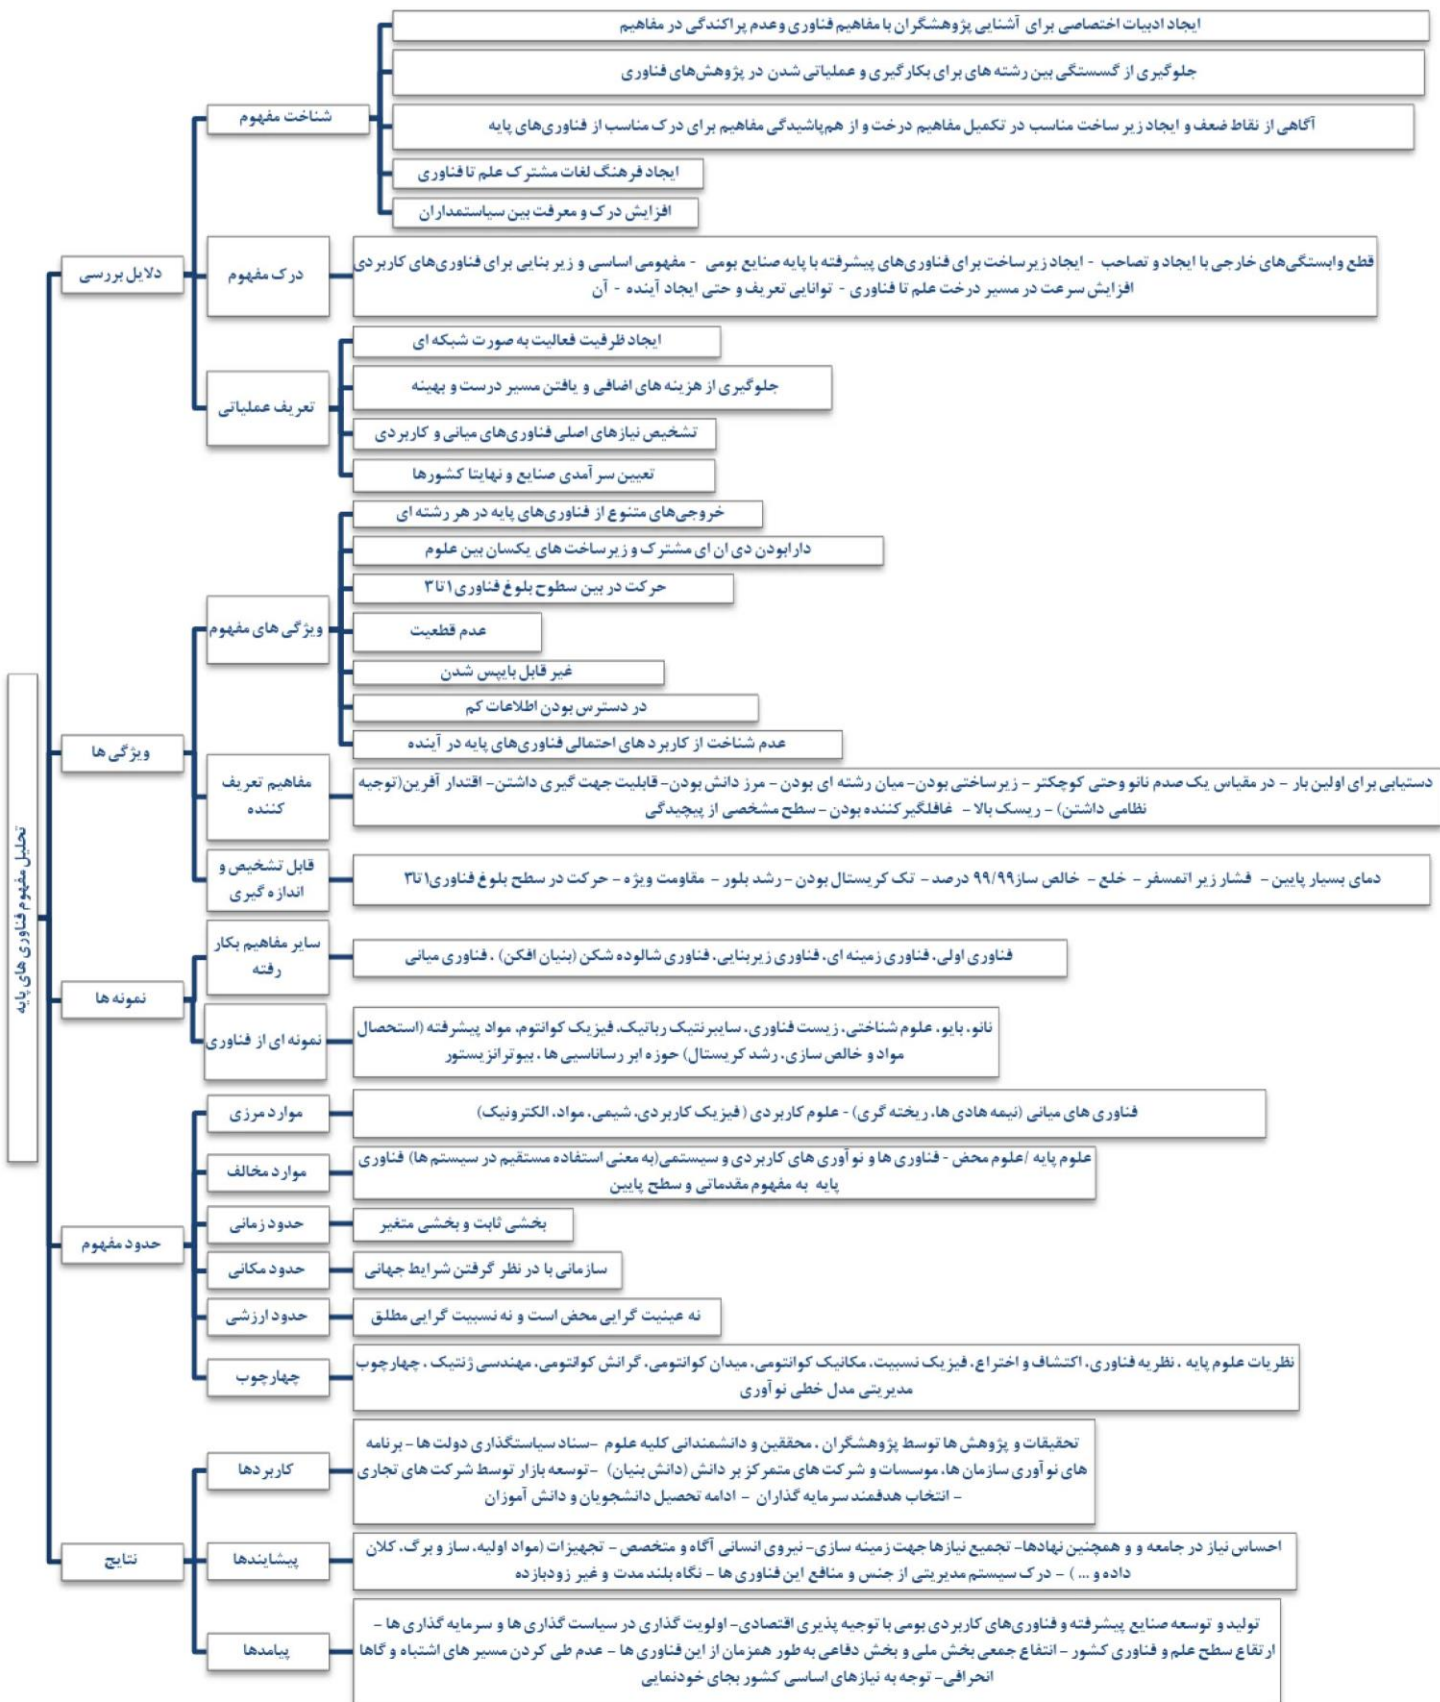 تحلیل مفهوم فناوری های پایه
دلایل بررسی
شناخت مفهوم
ایجاد ادبیات اختصاصی برای آشنایی پژوهشگران با مفاهیم فناوری وعدم پراکندگی در مفاهیم
جلوگیری از گسستگی بین رشته های برای بکارگیری و عملیاتی شدن در پژوهش‌های فناوری
آگاهی از نقاط ضعف و ایجاد زیر ساخت مناسب در تکمیل مفاهیم درخت و از هم‌پاشیدگی مفاهیم برای درک مناسب از فناوری‌های پایه
ایجاد فرهنگ لغات مشترک علم تا فناوری
افزایش درک و معرفت بین سیاستمداران
درک مفهوم
قطع وابستگی‌های خارجی با ایجاد و تصاحب - ایجاد زیرساخت برای فناوری‌های پیشرفته با پایه صنایع بومی - مفهومی اساسی و زیر بنایی برای فناوری‌های کاربردی
افزایش سرعت در مسیر درخت علم تا فناوری - توانایی تعریف و حتی ایجاد آینده - آن
تعریف عملیاتی
ایجاد ظرفیت فعالیت به صورت شبکه ای
جلوگیری از هزینه های اضافی و یافتن مسیر درست و بهینه
تشخیص نیازهای اصلی فناوری‌های میانی و کاربردی
تعیین سر آمدی صنایع و نهایتا کشورها
ویژگی ها
ویژگی های مفهوم
خروجی‌های متنوع از فناوری‌های پایه در هر رشته ای
دارابودن دی ان ای مشترک و زیرساخت های یکسان بین علوم
حرکت در بین سطوح بلوغ فناوری ۱تا۳
عدم قطعیت
غیر قابل بایپس شدن
در دسترس بودن اطلاعات کم
عدم شناخت از کاربردهای احتمالی فناوری‌های پایه در آینده
مفاهیم تعریف
کننده
دستیابی برای اولین بار - در مقیاس یک صدم نانو وحتی کوچکتر - زیرساختی بودن- میان رشته ای بودن - مرز دانش بودن- قابلیت جهت گیری داشتن- اقتدار آفرین(توجیه
نظامی داشتن) - ریسک بالا - غافلگیر کننده بودن - سطح مشخصی از پیچیدگی
قابل تشخیص و
اندازه گیری
دمای بسیار پایین - فشار زیر اتمسفر - خلع - خالص ساز۹۹/۹۹ درصد - تک کریستال بودن - رشد بلور - مقاومت ویژه - حرکت در سطح بلوغ فناوری۱تا۳
نمونه ها
سایر مفاهیم بکار
رفته
فناوری اولی، فناوری زمینه ای، فناوری زیربنایی، فناوری شالوده شکن (بنیان افکن) ، فناوری میانی
نمونه ای از فناوری
نانو، بایو، علوم شناختی، زیست فناوری، سایبرنتیک رباتیک، فیزیک کوانتوم، مواد پیشرفته (استحصال
مواد و خالص سازی، رشد کریستال) حوزه ابر رساناسیی ها ، بیوترانزیستور
حدود مفهوم
موارد مرزی
فناوری های میانی (نیمه هادی ها، ریخته گری) - علوم کاربردی ( فیزیک کاربردی، شیمی، مواد، الکترونیک)
موارد مخالف
علوم پایه /علوم محض - فناوری ها و نو آوری های کاربردی و سیستمی(به معنی استفاده مستقیم در سیستم ها) فناوری
پایه به مفهوم مقدماتی و سطح پایین
حدود زمانی
بخشی ثابت و بخشی متغیر
حدود مکانی
سازمانی با در نظر گرفتن شرایط جهانی
حدود ارزشی
نه عینیت گرایی محض است و نه نسبیت گرایی مطلق
چهارچوب
نظریات علوم پایه ، نظریه فناوری، اکتشاف و اختراع، فیزیک نسبیت، مکانیک کوانتومی، میدان کوانتومی، گرانش کوانتومی، مهندسی ژنتیک ، چهارچوب
مدیریتی مدل خطی نو آوری
نتایج
کاربردها
تحقیقات و پژوهش ها توسط پژوهشگران ، محققین و دانشمندانی کلیه علوم -سناد سیاستگذاری دولت ها - برنامه
های نو آوری سازمان ها، موسسات و شرکت های متمرکز بر دانش (دانش بنیان) -توسعه بازار توسط شرکت های تجاری
- انتخاب هدفمند سرمایه گذاران - ادامه تحصیل دانشجویان و دانش آموزان
پیشایندها
احساس نیاز در جامعه و و همچنین نهادها- تجمیع نیازها جهت زمینه سازی- نیروی انسانی آگاه و متخصص - تجهیزات (مواد اولیه، ساز و برگ، کلان
داده و ... ) - درک سیستم مدیریتی از جنس و منافع این فناوری ها - نگاه بلند مدت و غیر زودبازده
پیامدها
تولید و توسعه صنایع پیشرفته و فناوری‌های کاربردی بومی با توجیه پذیری اقتصادی- اولویت گذاری در سیاست گذاری ها و سرمایه گذاری ها -
ارتقاع سطح علم و فناوری کشور - انتفاع جمعی بخش ملی و بخش دفاعی به طور همزمان از این فناوری ها - عدم طی کردن مسیر های اشتباه و گاها
انحرافی- توجه به نیازهای اساسی کشور بجای خودنمایی